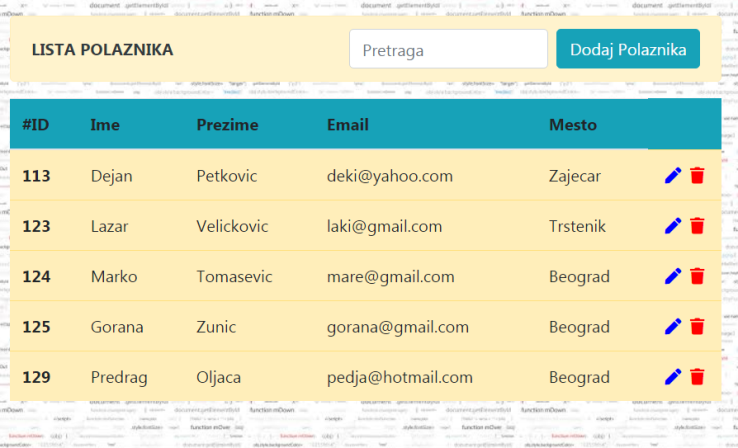 LISTA POLAZNIKA Pretraga Dodaj Polaznika
#ID Ime Prezime Email Mesto
113 Dejan Petkovic deki@yahoo.com Zajecar
123 Lazar Velickovic laki@gmail.com Trstenik
124 Marko Tomasevic mare@gmail.com Beograd
125 Gorana Zunic gorana@gmail.com Beograd
129 Predrag Oljaca pedja@hotmail.com Beograd